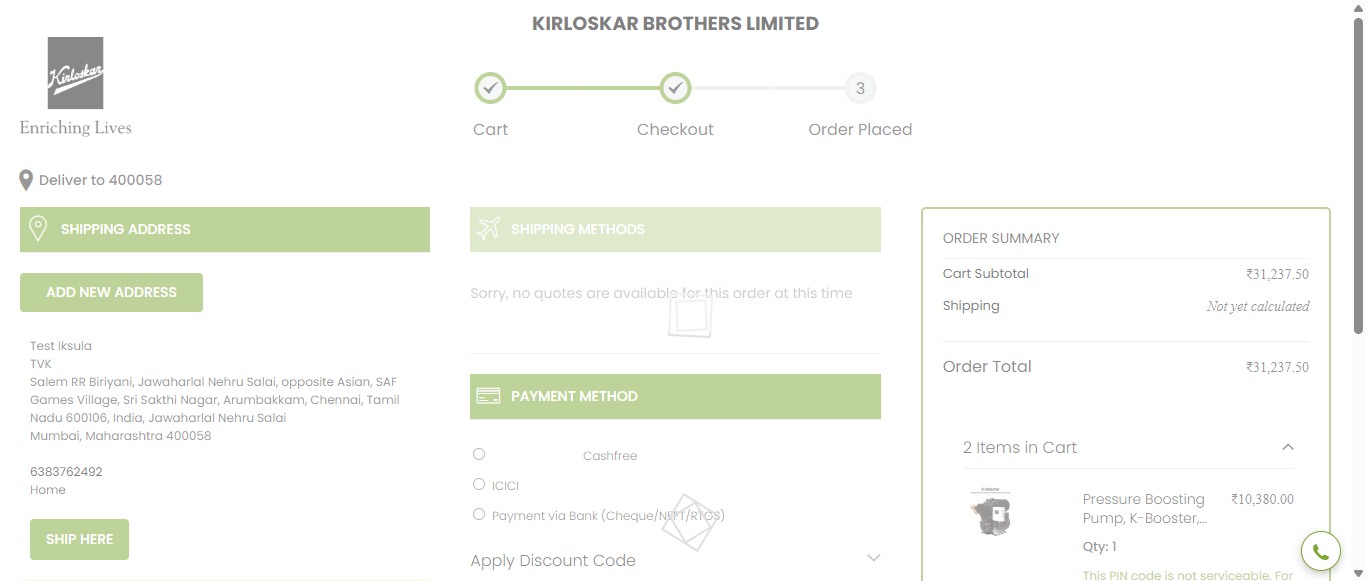 KIRLOSKAR BROTHERS LIMITED
Kirloskar
Enriching Lives
3
Cart
Checkout
Order Placed
Deliver to 400058
SHIPPING ADDRESS
ADD NEW ADDRESS
Test Iksula
TVK
Salem RR Biriyani, Jawaharlal Nehru Salai, opposite Asian, SAF
Games Village, Sri Sakthi Nagar, Arumbakkam, Chennai, Tamil
Nadu 600106, India, Jawaharlal Nehru Salai
Mumbai, Maharashtra 400058
6383762492
Home
SHIP HERE
SHIPPING METHODS
Sorry, no quotes are available for this order at this time
PAYMENT METHOD
Cashfree
ICICI
Payment via Bank (Cheque/NEFT/RTGS)
Apply Discount Code
ORDER SUMMARY
Cart Subtotal ₹31,237.50
Shipping Not yet calculated
Order Total ₹31,237.50
2 Items in Cart
Pressure Boosting ₹10,380.00
Pump, K-Booster,...
Qty: 1
This PIN code is not serviceable. For